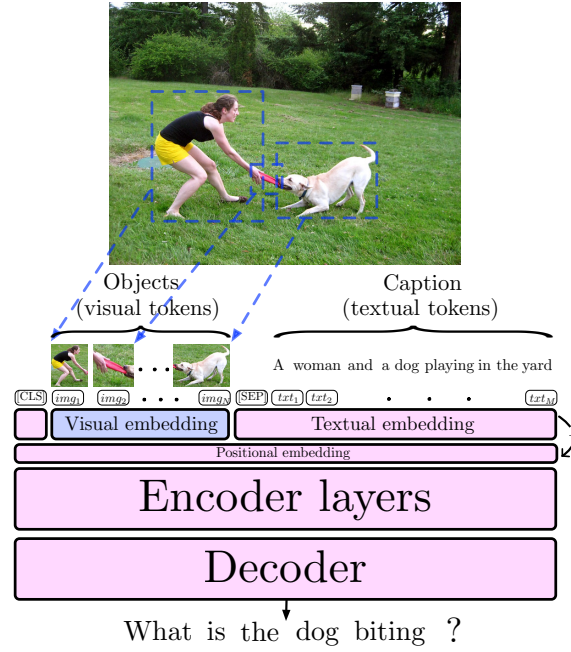 Objects
(visual tokens)
Caption
(textual tokens)
A woman and a dog playing in the yard
[CLS] img1 img2 · · · imgN [SEP] txt1 txt2 · · · txtM
Visual embedding
Textual embedding
Positional embedding
Encoder layers
Decoder
What is the dog biting ?